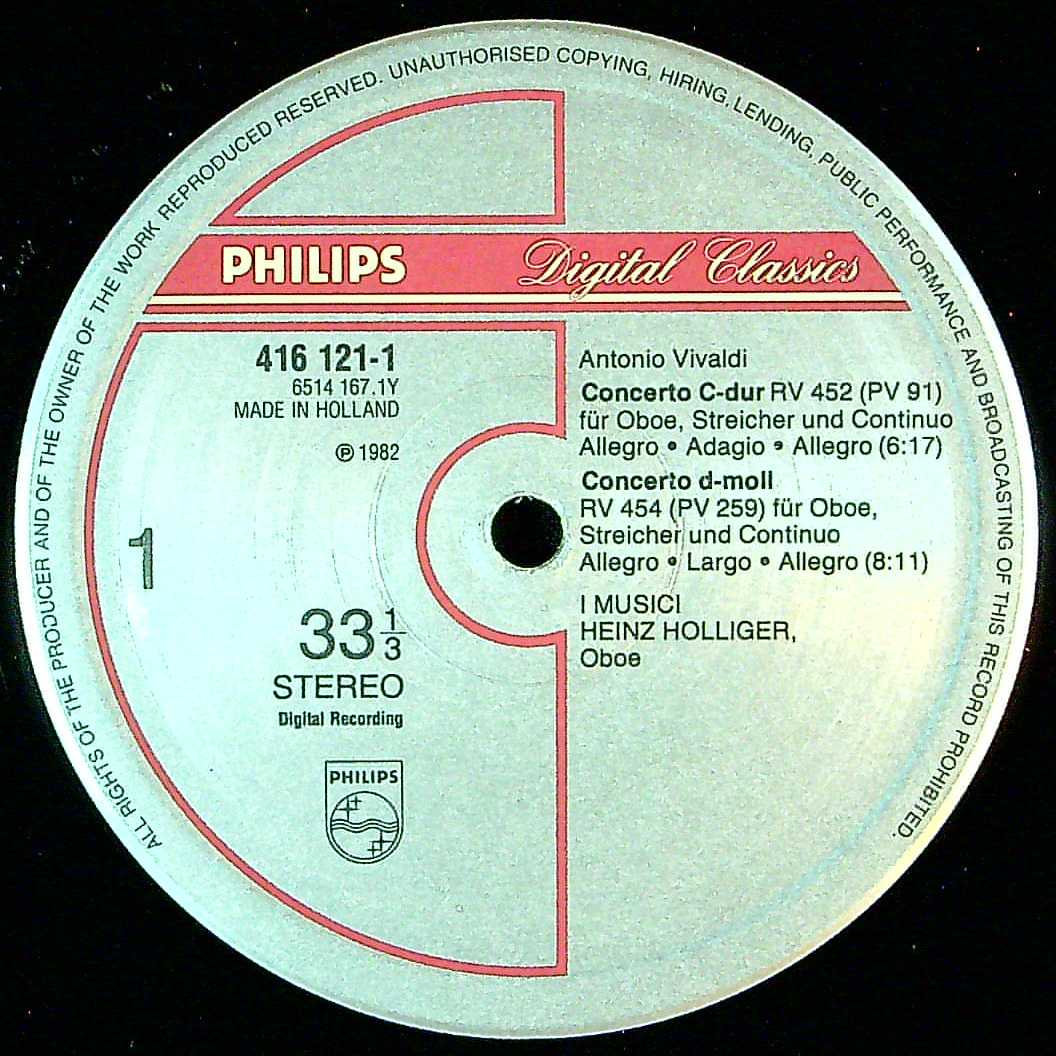 ALL RIGHTS OF THE PRODUCER AND OF THE OWNER OF THE WORK REPRODUCED RESERVED. UNAUTHORISED COPYING, HIRING, LENDING, PUBLIC PERFORMANCE AND BROADCASTING OF THIS RECORD PROHIBITED.
PHILIPS Digital Classics
416 121-1
6514 167.1Y
MADE IN HOLLAND
℗ 1982
1
33 1/3
STEREO
Digital Recording
PHILIPS
Antonio Vivaldi
Concerto C-dur RV 452 (PV 91)
für Oboe, Streicher und Continuo
Allegro • Adagio • Allegro (6:17)
Concerto d-moll
RV 454 (PV 259) für Oboe,
Streicher und Continuo
Allegro • Largo • Allegro (8:11)
I MUSICI
HEINZ HOLLIGER,
Oboe